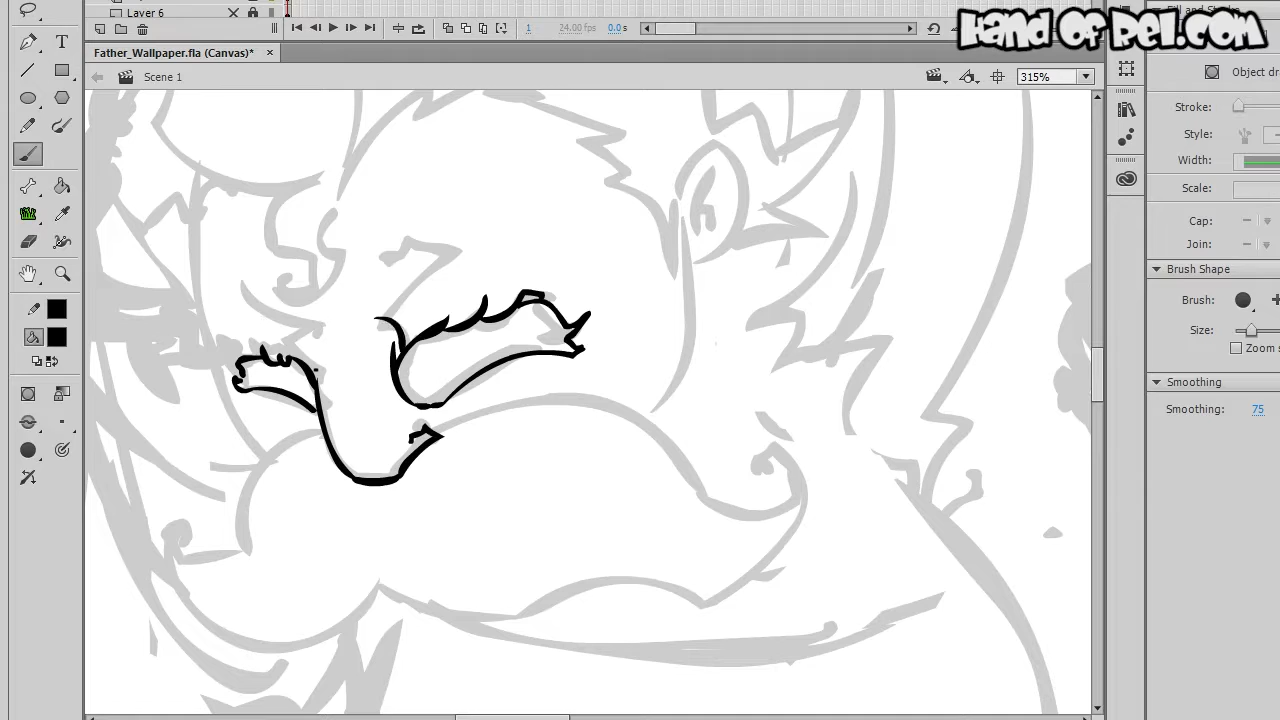 Layer 6
1 24.00 fps 0.0 s
Hand Of Rel.com
Father_Wallpaper.fla (Canvas)*
Scene 1
315%
Object dr
Stroke:
Style:
Width:
Scale:
Cap:
Join:
Brush Shape
Brush:
Size:
Zoom s
Smoothing
Smoothing: 75